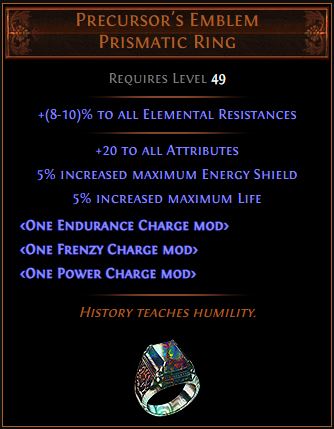 Precursor's Emblem
Prismatic Ring
Requires Level 49
+(8-10)% to all Elemental Resistances
+20 to all Attributes
5% increased maximum Energy Shield
5% increased maximum Life
<One Endurance Charge mod>
<One Frenzy Charge mod>
<One Power Charge mod>
History teaches humility.